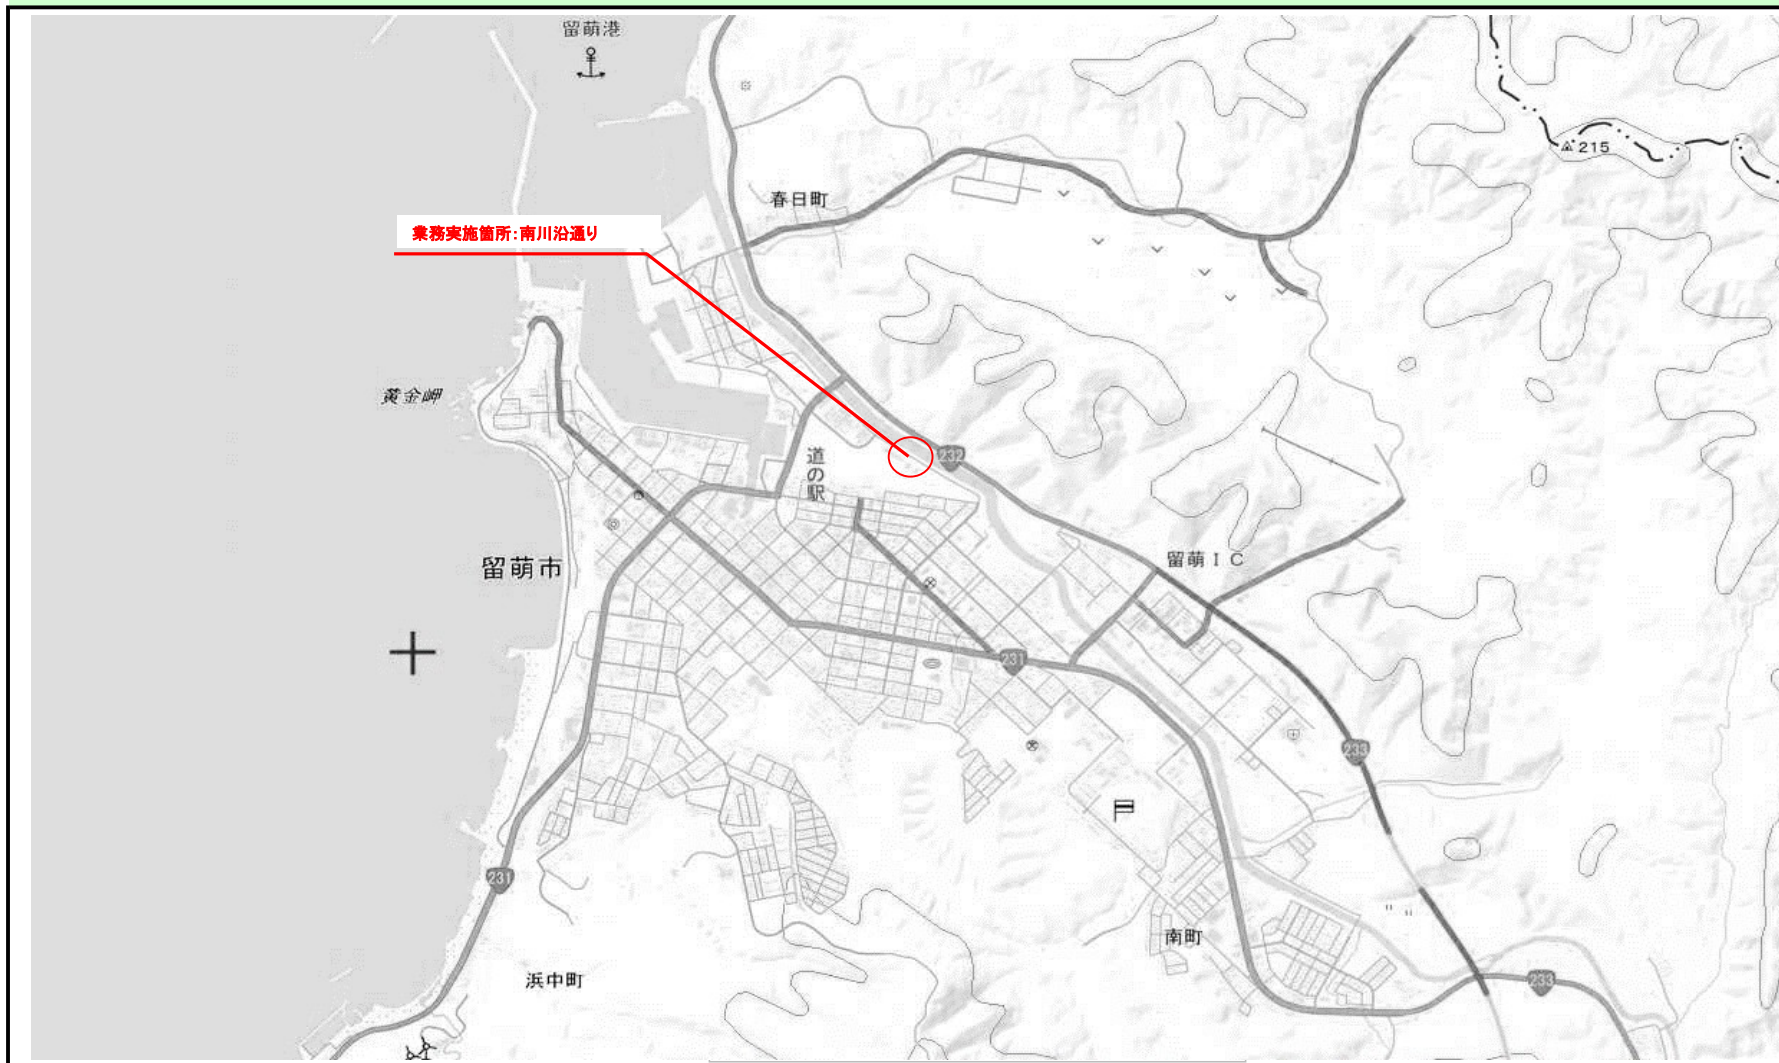 留萌港
215
春日町
業務実施箇所:南川沿通り
黄金岬
道の駅
232
留萌市
留萌IC
231
233
231
南町
浜中町
233